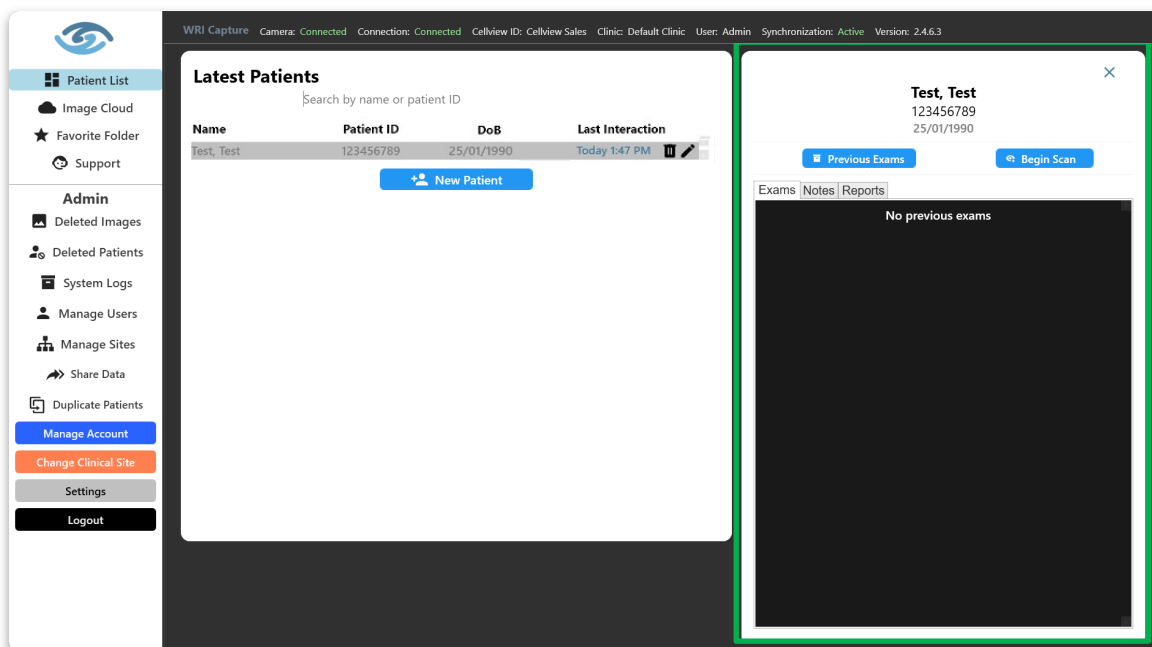 WRI Capture Camera: Connected Connection: Connected Cellview ID: Cellview Sales Clinic: Default Clinic User: Admin Synchronization: Active Version: 2.4.6.3
Patient List
Image Cloud
Favorite Folder
Support
Admin
Deleted Images
Deleted Patients
System Logs
Manage Users
Manage Sites
Share Data
Duplicate Patients
Manage Account
Change Clinical Site
Settings
Logout
Latest Patients
Search by name or patient ID
Name Patient ID DoB Last Interaction
Test, Test 123456789 25/01/1990 Today 1:47 PM
New Patient
Test, Test
123456789
25/01/1990
Previous Exams Begin Scan
Exams Notes Reports
No previous exams